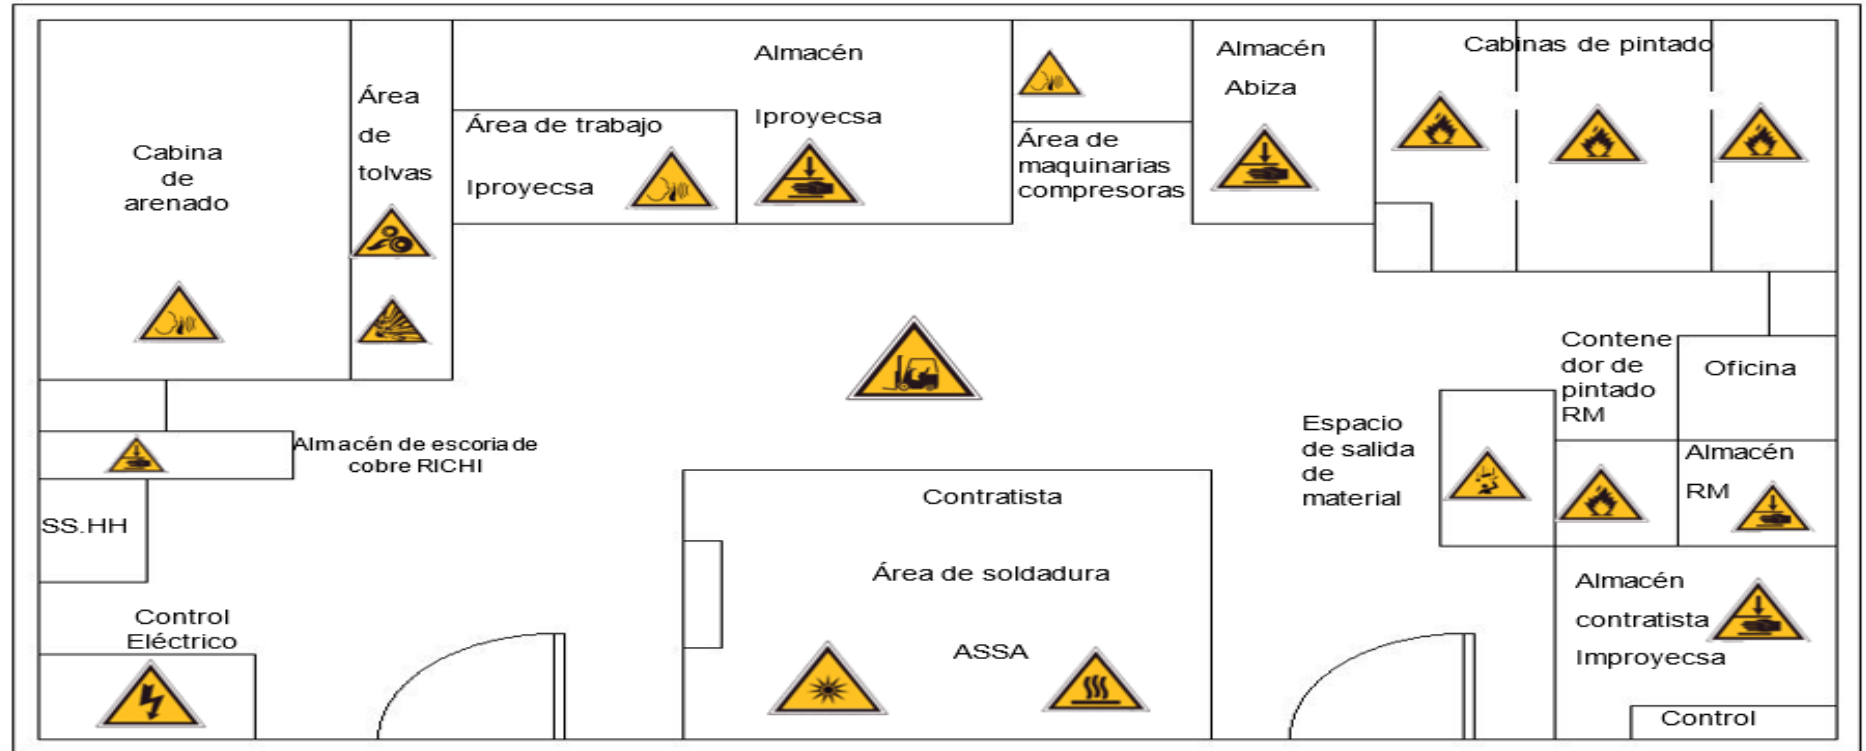 Cabina
de
arenado
Área
de
tolvas
Área de trabajo
Iproyecsa
Almacén
Iproyecsa
Área de
maquinarias
compresoras
Almacén
Abiza
Cabinas de pintado
Almacén de escoria de
cobre RICHI
SS.HH
Control
Eléctrico
Contratista
Área de soldadura
ASSA
Espacio
de salida
de
material
Contene
dor de
pintado
RM
Oficina
Almacén
RM
Almacén
contratista
Improyecsa
Control